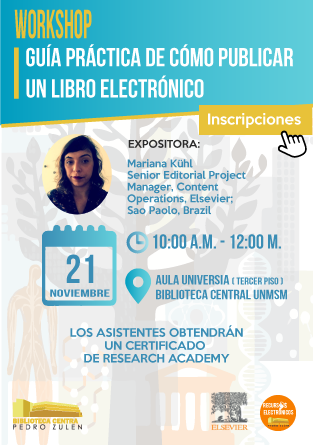 WORKSHOP
GUÍA PRÁCTICA DE CÓMO PUBLICAR
UN LIBRO ELECTRÓNICO
Inscripciones
EXPOSITORA:
Mariana Kühl
Senior Editorial Project
Manager, Content
Operations, Elsevier;
Sao Paolo, Brazil
10:00 A.M. - 12:00 M.
21
NOVIEMBRE
AULA UNIVERSIA ( TERCER PISO )
BIBLIOTECA CENTRAL UNMSM
LOS ASISTENTES OBTENDRÁN
UN CERTIFICADO
DE RESEARCH ACADEMY
BIBLIOTECA CENTRAL
PEDRO ZULEN
ELSEVIER
RECURSOS
ELECTRÓNICOS